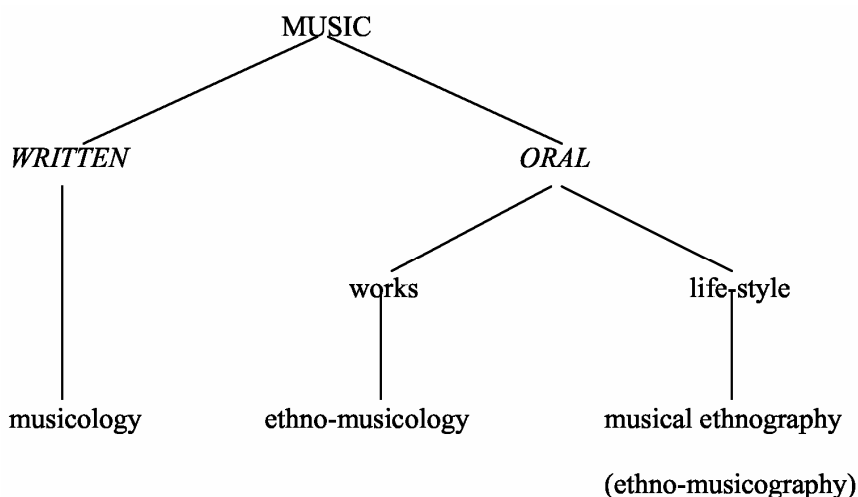 MUSIC
WRITTEN ORAL
works life-style
musicology ethno-musicology musical ethnography
(ethno-musicography)